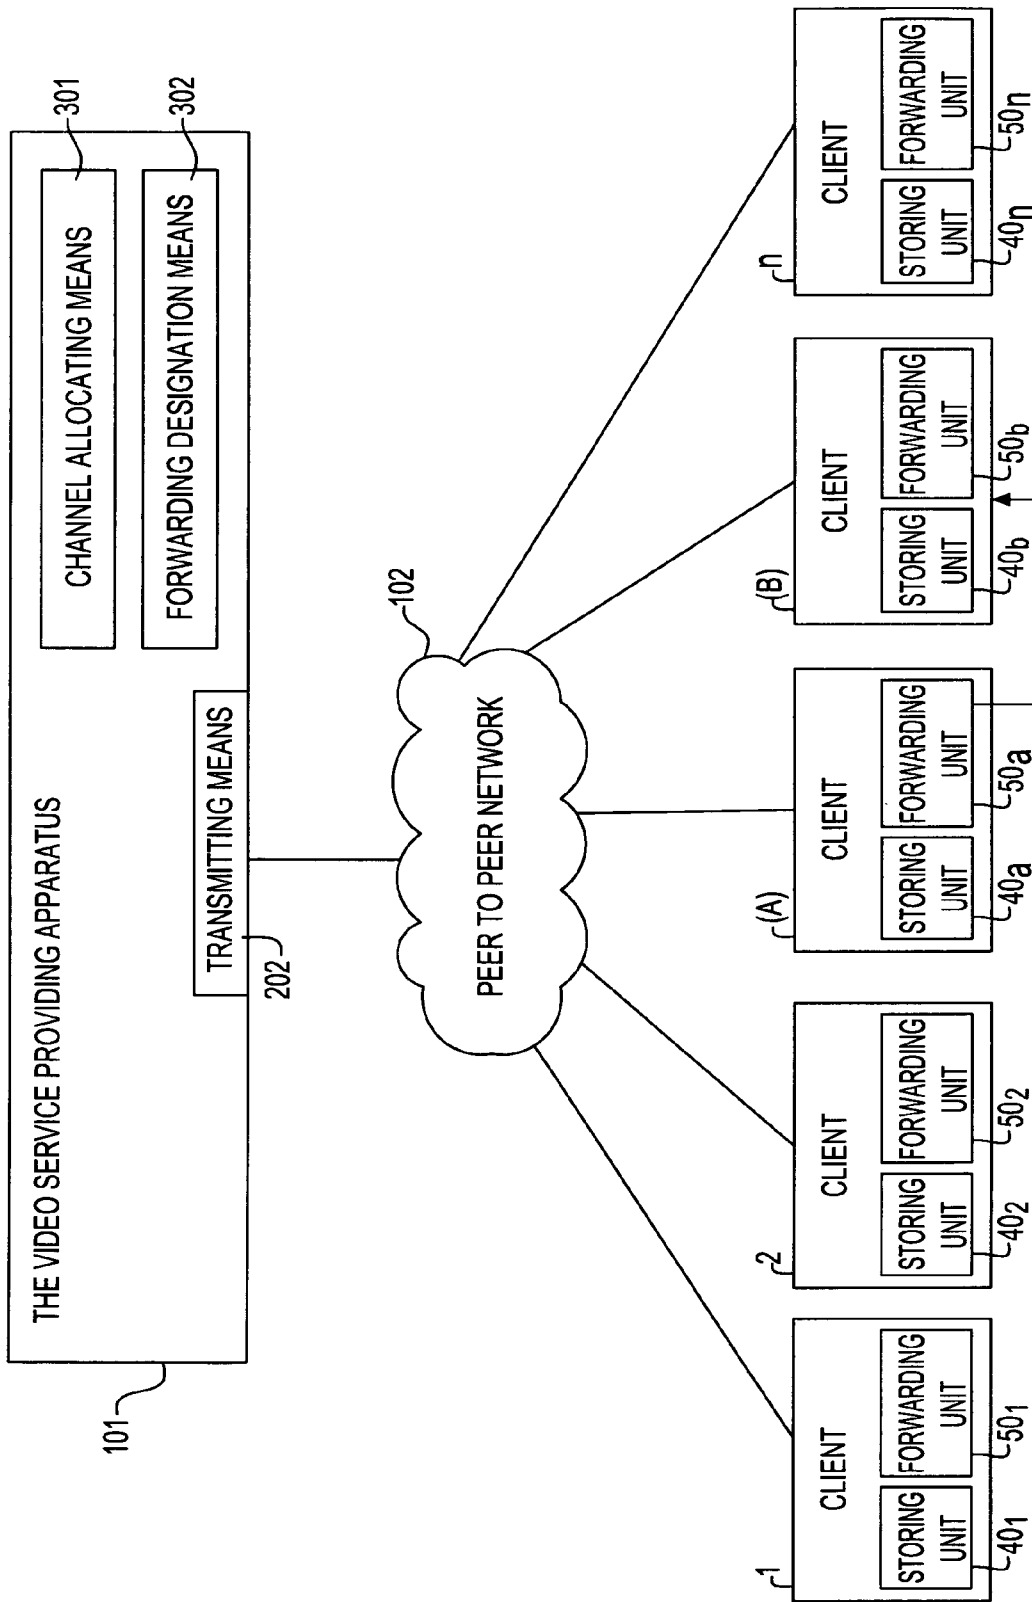 THE VIDEO SERVICE PROVIDING APPARATUS
101
CHANNEL ALLOCATING MEANS
301
FORWARDING DESIGNATION MEANS
302
TRANSMITTING MEANS
202
102
PEER TO PEER NETWORK
1
CLIENT
STORING
UNIT
FORWARDING
UNIT
401
501
2
CLIENT
STORING
UNIT
FORWARDING
UNIT
402
502
(A)
CLIENT
STORING
UNIT
FORWARDING
UNIT
40a
50a
(B)
CLIENT
STORING
UNIT
FORWARDING
UNIT
40b
50b
n
CLIENT
STORING
UNIT
FORWARDING
UNIT
40n
50n